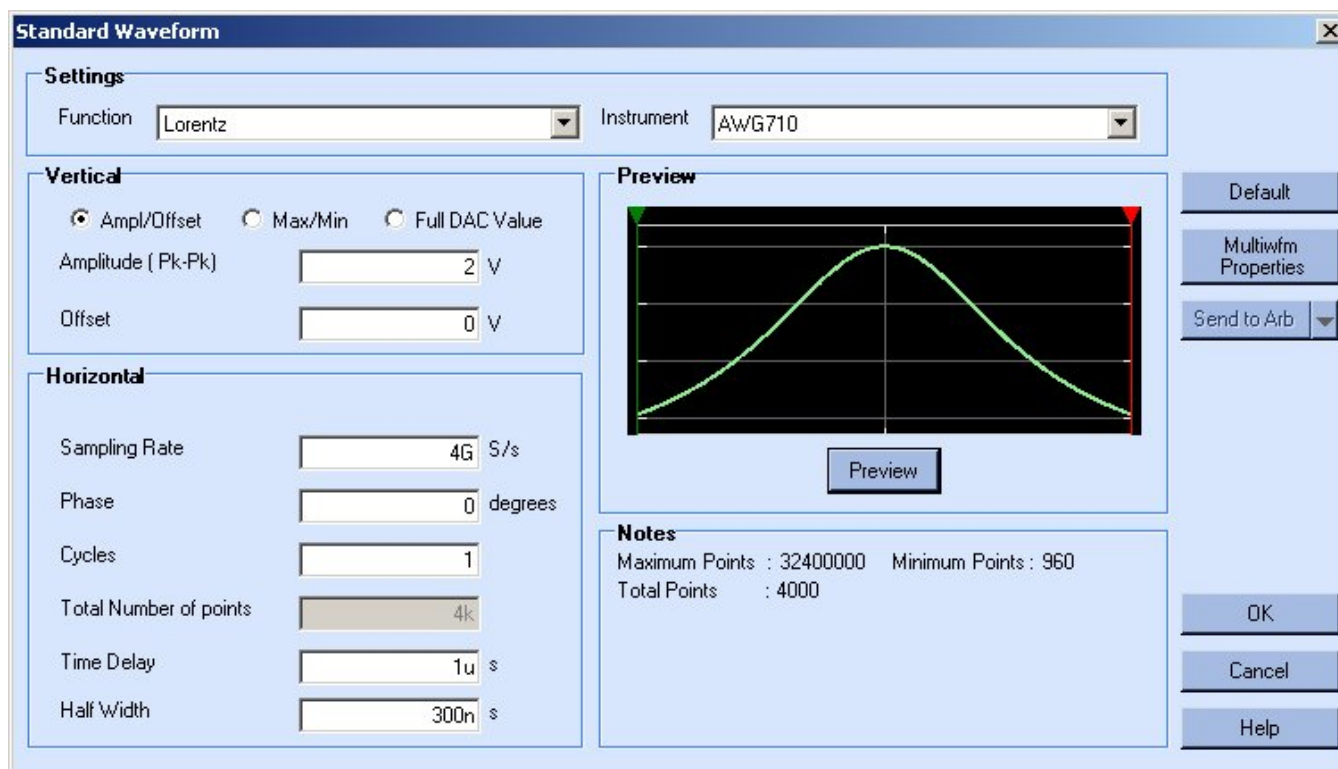 Standard Waveform
Settings
Function Lorentz Instrument AWG710
Vertical
Ampl/Offset Max/Min Full DAC Value
Amplitude ( Pk-Pk) 2 V
Offset 0 V
Horizontal
Sampling Rate 4G S/s
Phase 0 degrees
Cycles 1
Total Number of points 4k
Time Delay 1u s
Half Width 300n s
Preview
Preview
Notes
Maximum Points : 32400000 Minimum Points : 960
Total Points : 4000
Default
Multiwfm
Properties
Send to Arb
OK
Cancel
Help